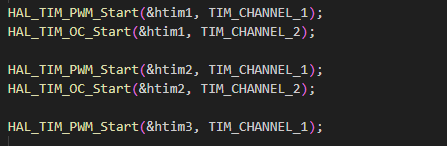 HAL_TIM_PWM_Start(&htim1, TIM_CHANNEL_1);
HAL_TIM_OC_Start(&htim1, TIM_CHANNEL_2);
HAL_TIM_PWM_Start(&htim2, TIM_CHANNEL_1);
HAL_TIM_OC_Start(&htim2, TIM_CHANNEL_2);
HAL_TIM_PWM_Start(&htim3, TIM_CHANNEL_1);